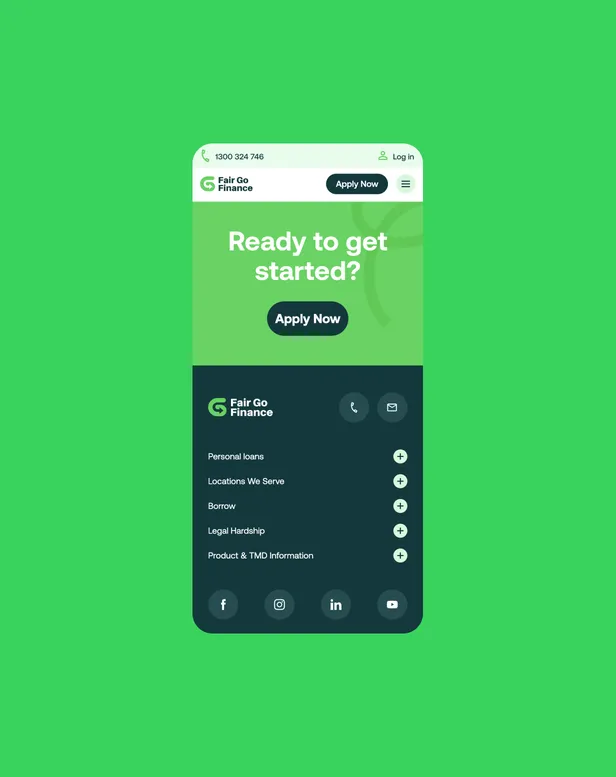 1300 324 746
Log in
Fair Go
Finance
Apply Now
Ready to get
started?
Apply Now
Fair Go
Finance
Personal loans
Locations We Serve
Borrow
Legal Hardship
Product & TMD Information